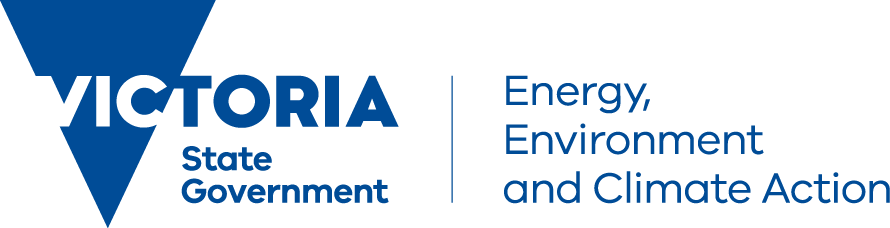 VICTORIA
State
Government
Energy,
Environment
and Climate Action